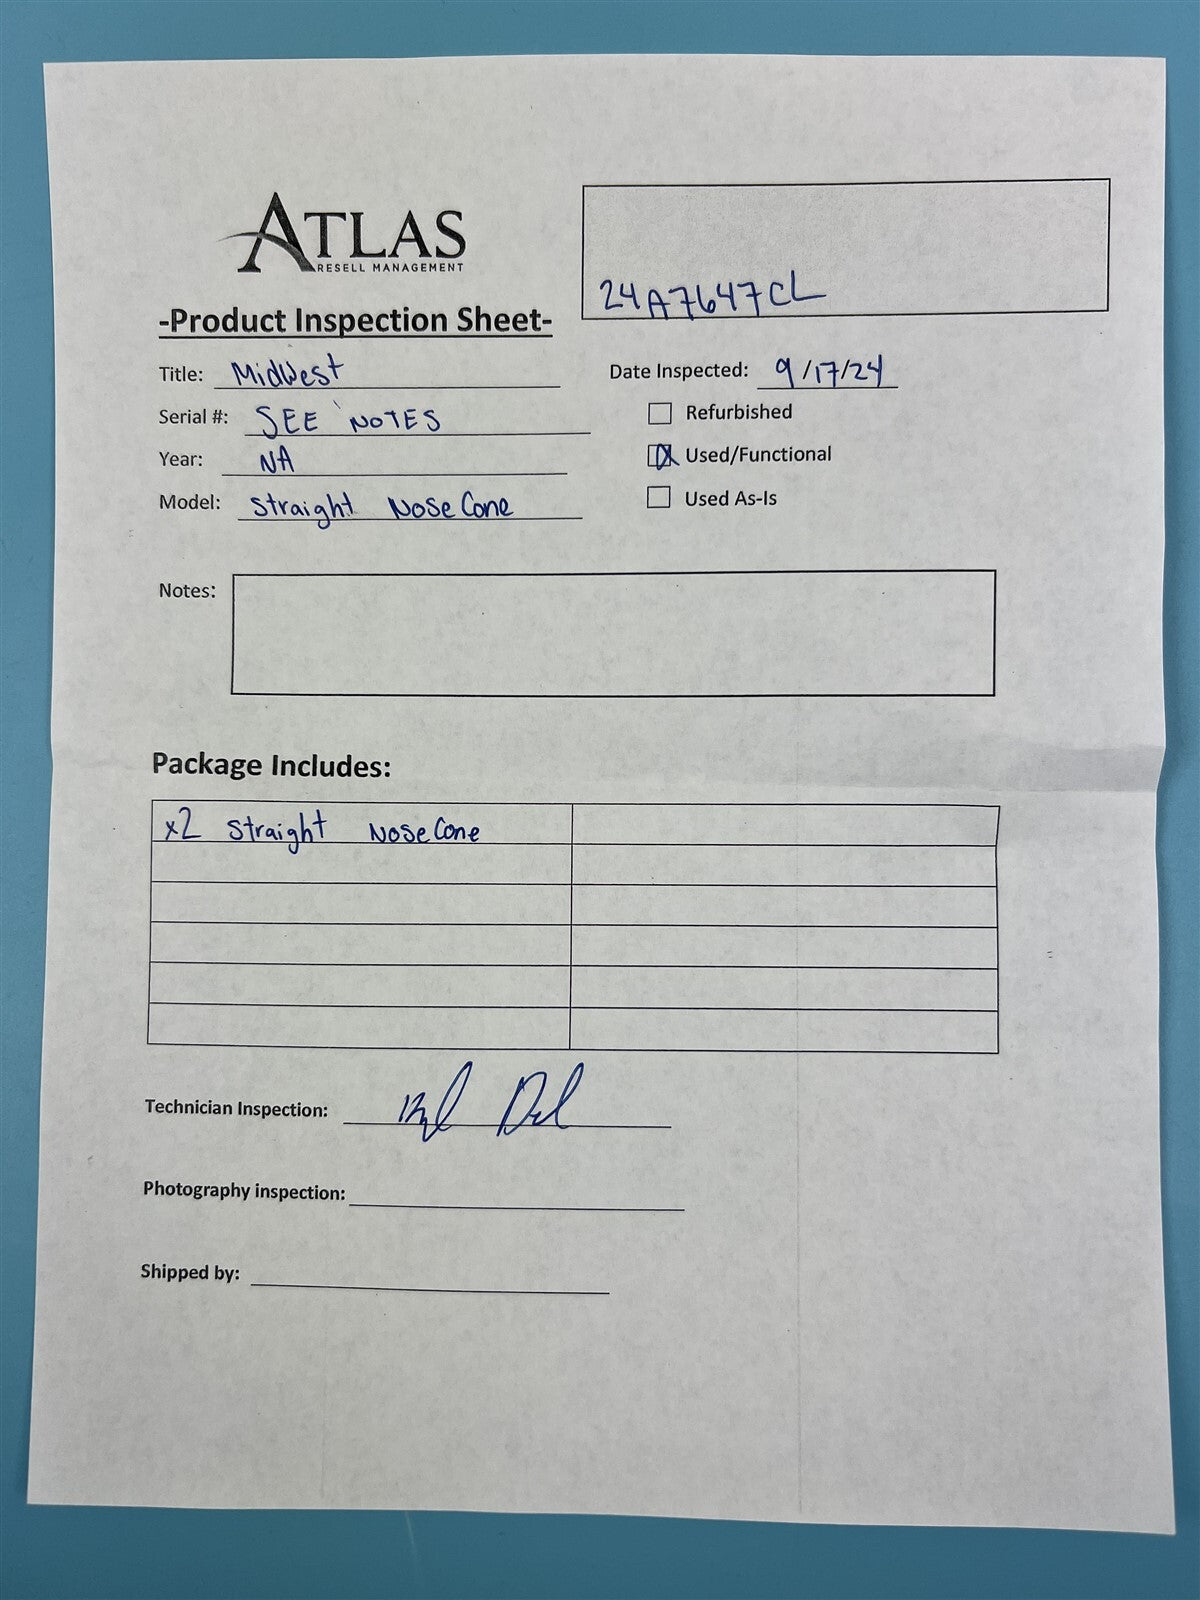 ATLAS
RESELL MANAGEMENT
24A7647CL
-Product Inspection Sheet-
Title: MidWest
Date Inspected: 9/17/24
Serial #: SEE NOTES
Refurbished
Year: NA
Used/Functional
Model: Straight Nose Cone
Used As-Is
Notes:
Package Includes:
x2 Straight Nose Cone
Technician Inspection:
Photography inspection:
Shipped by: